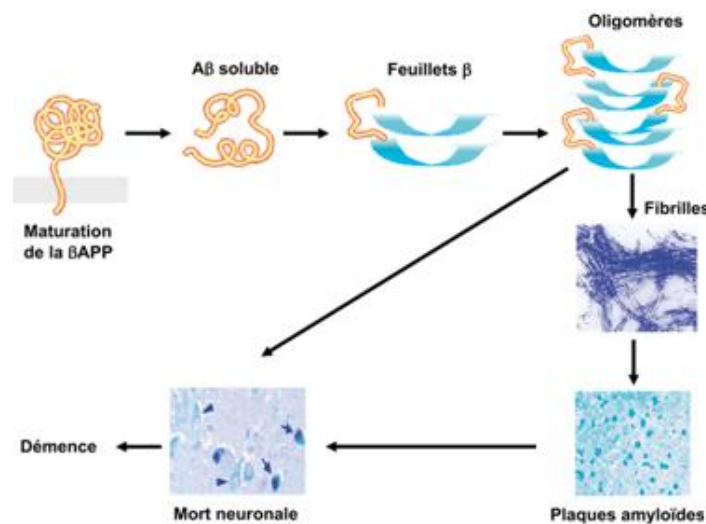 Oligomères
Aβ soluble
Feuillets β
Maturation
de la βAPP
Fibrilles
Démence
Mort neuronale
Plaques amyloïdes